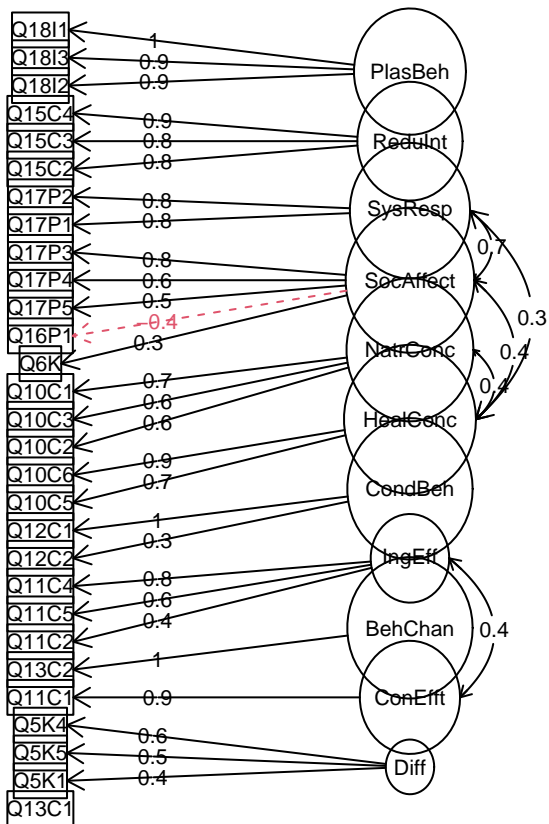 Q18I1
Q18I3
Q18I2
Q15C4
Q15C3
Q15C2
Q17P2
Q17P1
Q17P3
Q17P4
Q17P5
Q16P1
Q6K
Q10C1
Q10C3
Q10C2
Q10C6
Q10C5
Q12C1
Q12C2
Q11C4
Q11C5
Q11C2
Q13C2
Q11C1
Q5K4
Q5K5
Q5K1
Q13C1
1
0.9
0.9
0.9
0.8
0.8
0.8
0.8
0.8
0.6
0.5
-0.4
0.3
0.7
0.6
0.6
0.9
0.7
1
0.3
0.8
0.6
0.4
1
0.9
0.6
0.5
0.4
PlasBeh
ReduInt
SysResp
SocAffect
NatrConc
HealConc
CondBeh
IngEff
BehChan
ConEfft
Diff
0.7
0.3
0.4
0.4
0.4